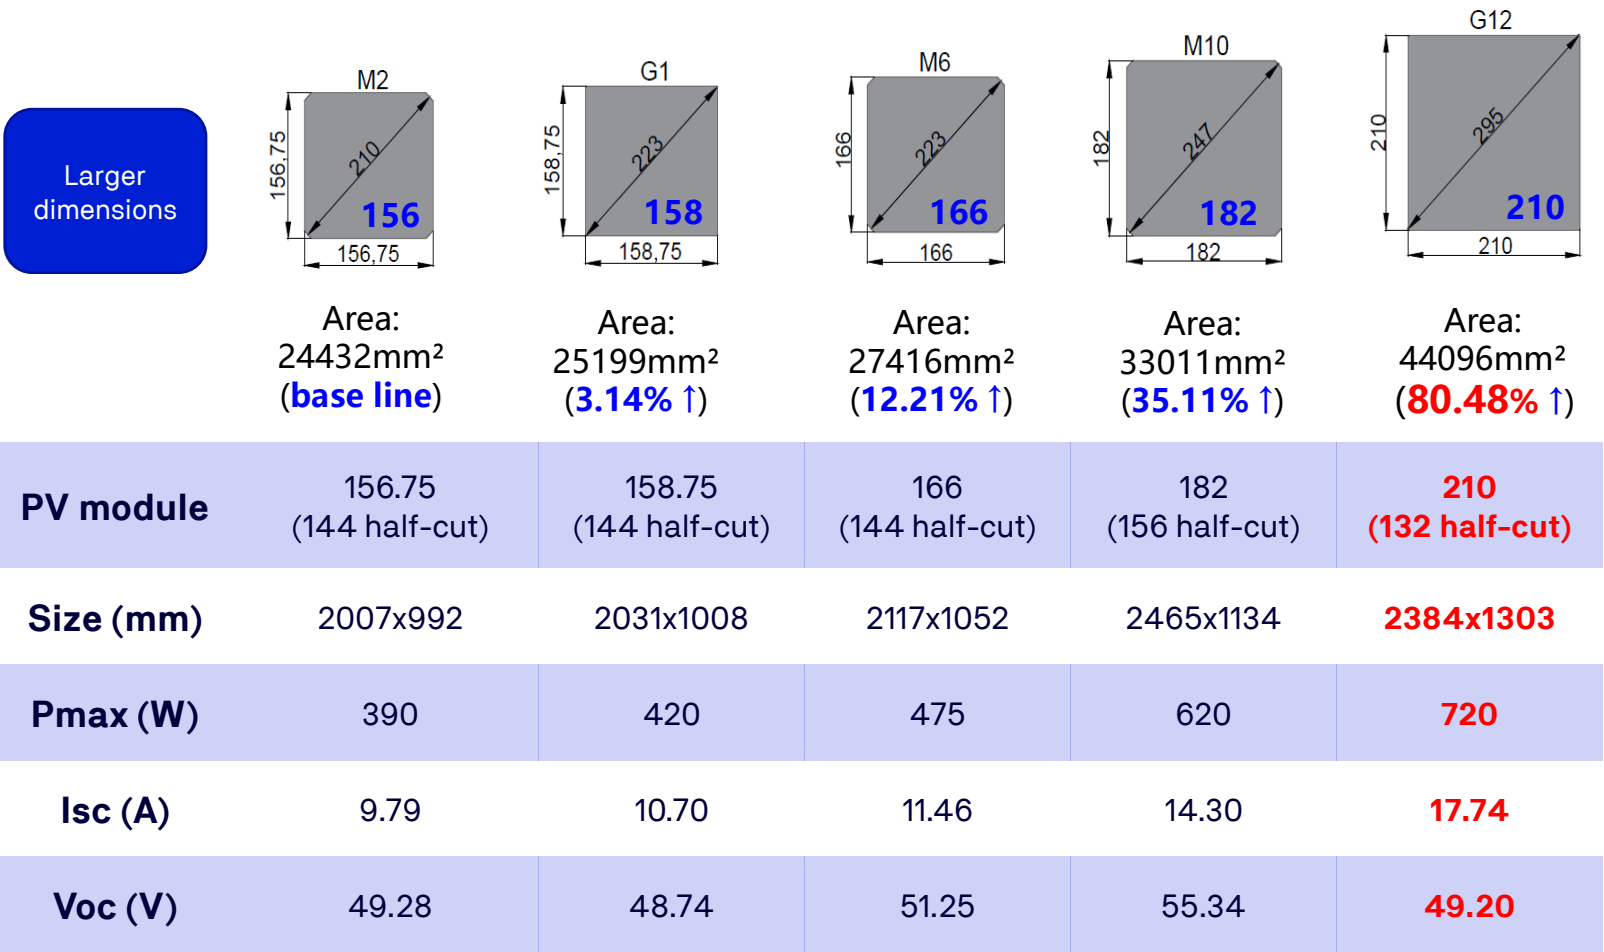 Larger
dimensions
M2
156,75
210
156
156,75
G1
158,75
223
158
158,75
M6
166
223
166
166
M10
182
247
182
182
G12
210
295
210
210
Area:
24432mm²
(base line)
Area:
25199mm²
(3.14% ↑)
Area:
27416mm²
(12.21% ↑)
Area:
33011mm²
(35.11% ↑)
Area:
44096mm²
(80.48% ↑)
PV module
156.75
(144 half-cut)
158.75
(144 half-cut)
166
(144 half-cut)
182
(156 half-cut)
210
(132 half-cut)
Size (mm)
2007x992
2031x1008
2117x1052
2465x1134
2384x1303
Pmax (W)
390
420
475
620
720
Isc (A)
9.79
10.70
11.46
14.30
17.74
Voc (V)
49.28
48.74
51.25
55.34
49.20